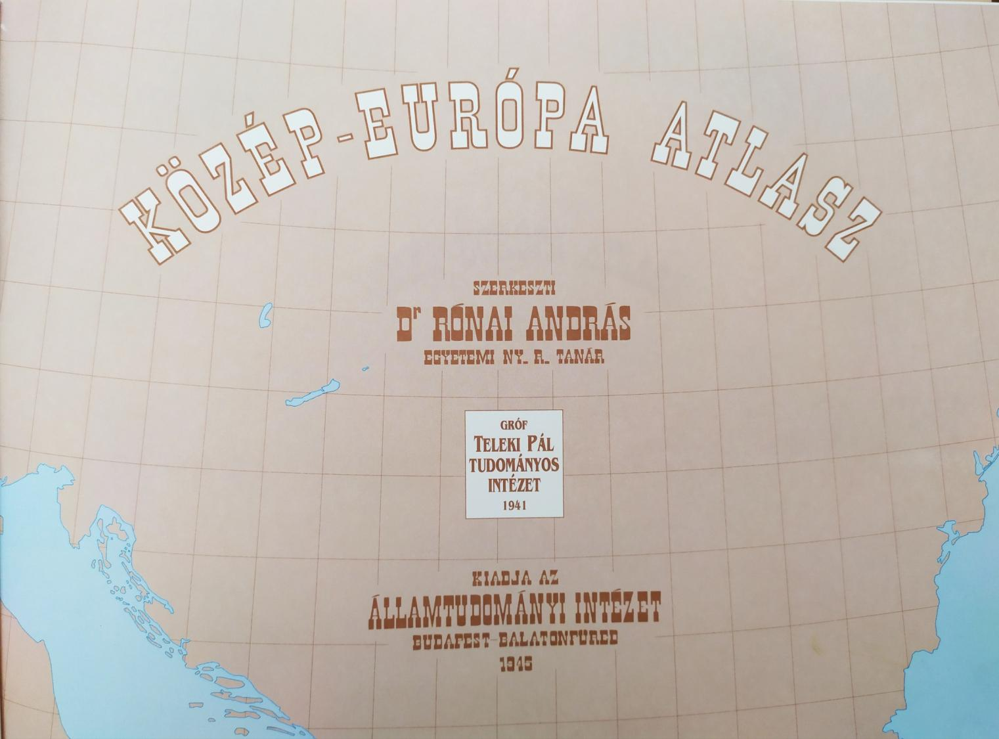 KÖZÉP-EURÓPA ATLASZ
SZERKESZTI
Dr RÓNAI ANDRÁS
EGYETEMI NY. R. TANÁR
GRÓF
TELEKI PÁL
TUDOMÁNYOS
INTÉZET
1941
KIADJA AZ
ÁLLAMTUDOMÁNYI INTÉZET
BUDAPEST-BALATONFÜRED
1945